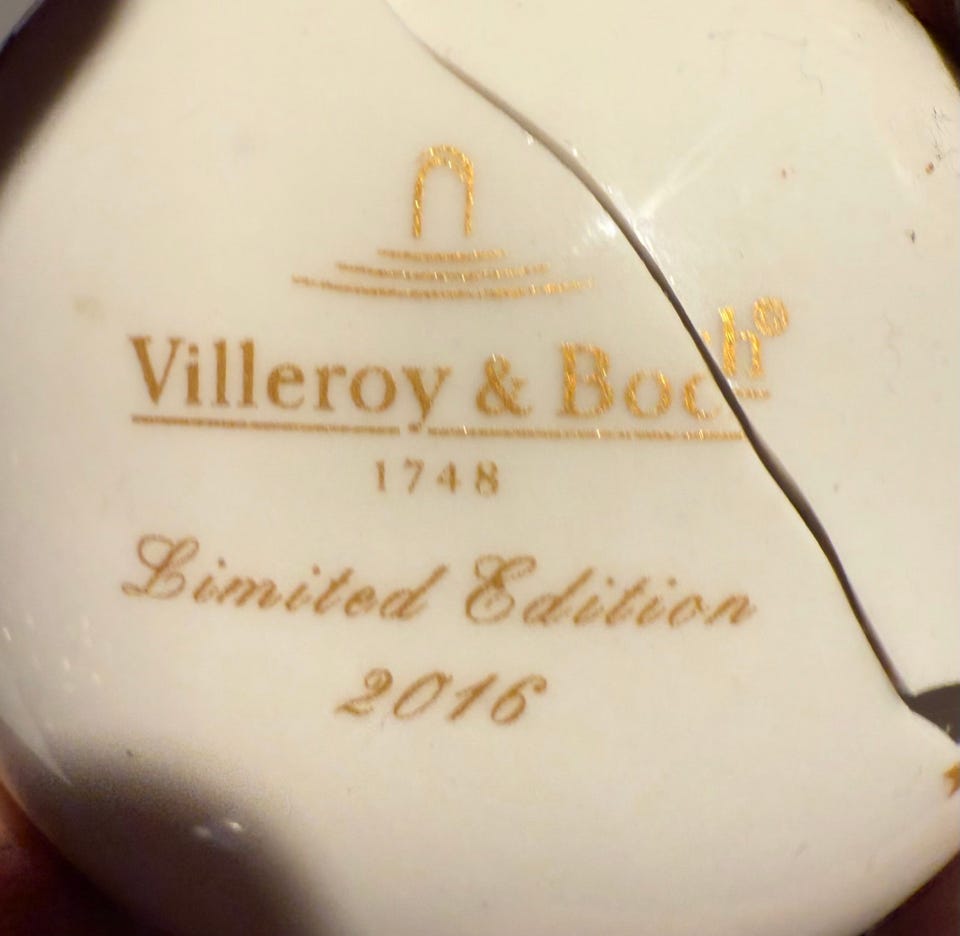 Villeroy & Boch®
1748
Limited Edition
2016